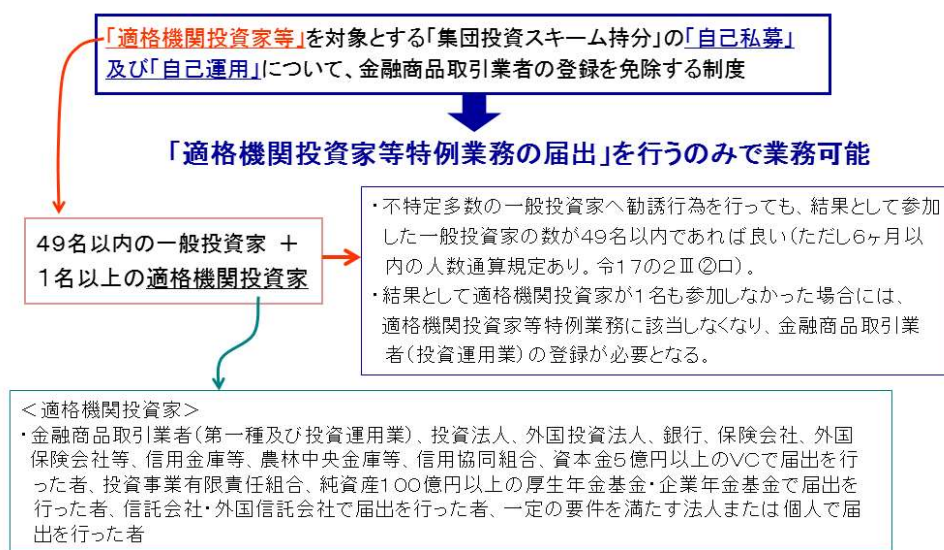 「適格機関投資家等」を対象とする「集団投資スキーム持分」の「自己私募」
及び「自己運用」について、金融商品取引業者の登録を免除する制度
「適格機関投資家等特例業務の届出」を行うのみで業務可能
49名以内の一般投資家 +
1名以上の適格機関投資家
・不特定多数の一般投資家へ勧誘行為を行っても、結果として参加
した一般投資家の数が49名以内であれば良い(ただし6ヶ月以
内の人数通算規定あり。令17の2Ⅲ②ロ)。
・結果として適格機関投資家が1名も参加しなかった場合には、
適格機関投資家等特例業務に該当しなくなり、金融商品取引業
者(投資運用業)の登録が必要となる。
<適格機関投資家>
・金融商品取引業者(第一種及び投資運用業)、投資法人、外国投資法人、銀行、保険会社、外国
保険会社等、信用金庫等、農林中央金庫等、信用協同組合、資本金5億円以上のVCで届出を行
った者、投資事業有限責任組合、純資産100億円以上の厚生年金基金・企業年金基金で届出を
行った者、信託会社・外国信託会社で届出を行った者、一定の要件を満たす法人または個人で届
出を行った者